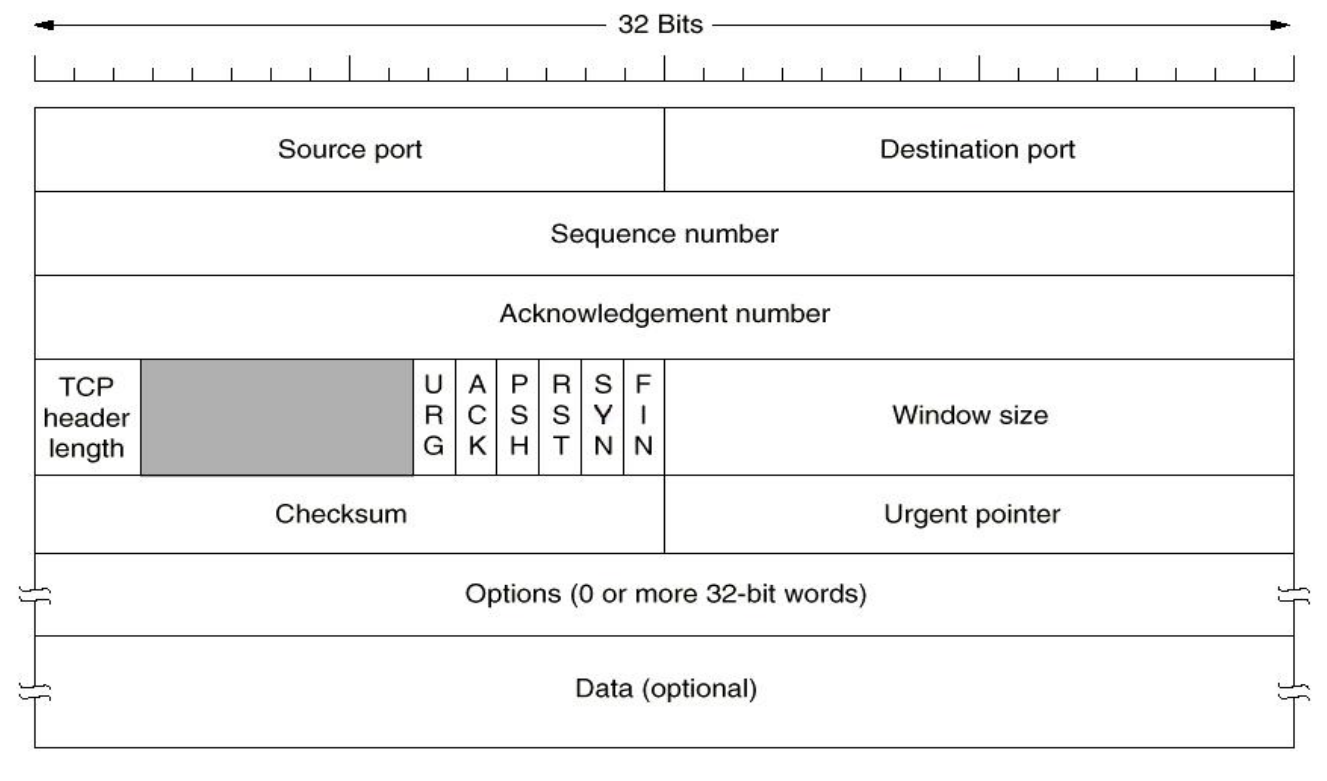 32 Bits
Source port
Destination port
Sequence number
Acknowledgement number
TCP
header
length
URG
ACK
PSH
RST
SYN
FIN
Window size
Checksum
Urgent pointer
Options (0 or more 32-bit words)
Data (optional)